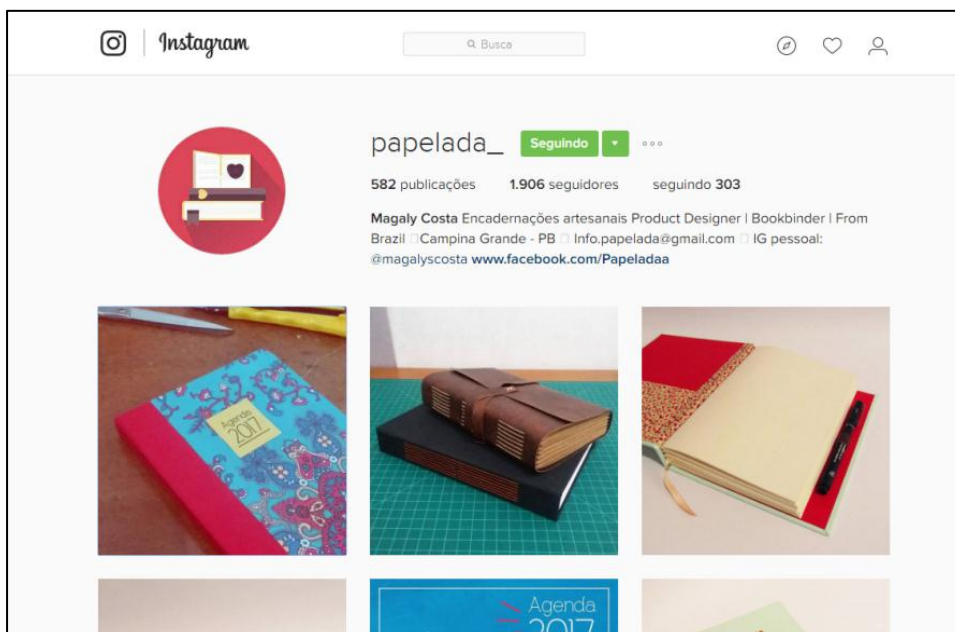 Instagram
Busca
papelada_ Seguindo
582 publicações 1.906 seguidores seguindo 303
Magaly Costa Encadernações artesanais Product Designer | Bookbinder | From
Brazil Campina Grande - PB Info.papelada@gmail.com IG pessoal:
@magalyscosta www.facebook.com/Papeladaa
Agenda
2017
Agenda
2017